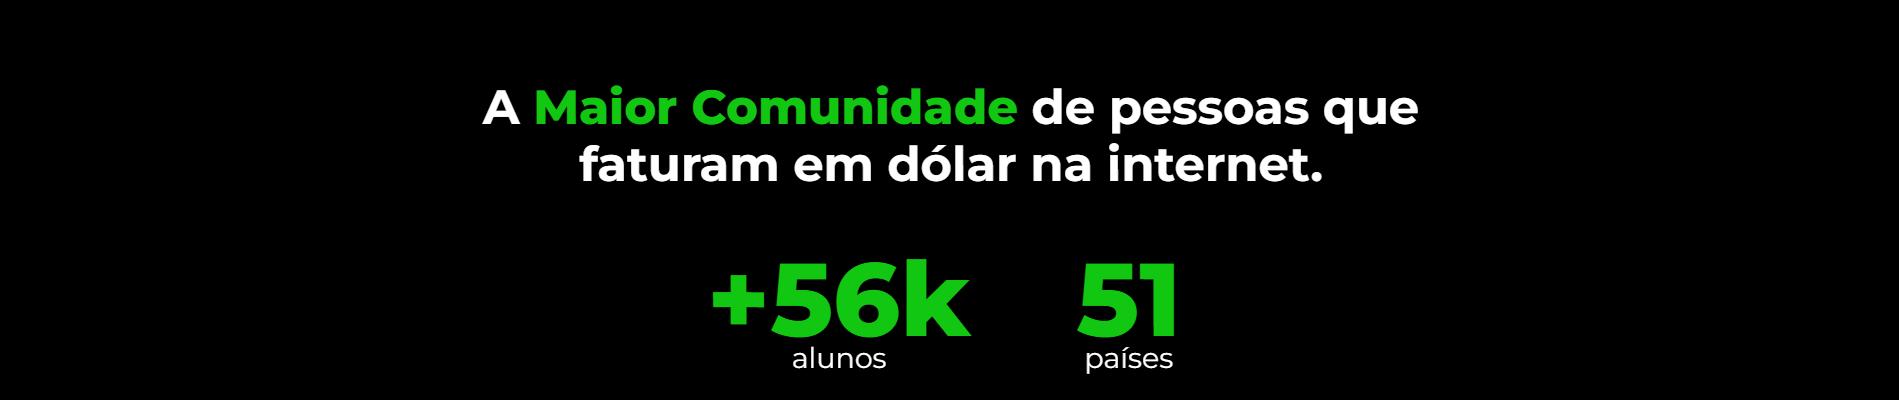 A Maior Comunidade de pessoas que
faturam em dólar na internet.
+56k 51
alunos países